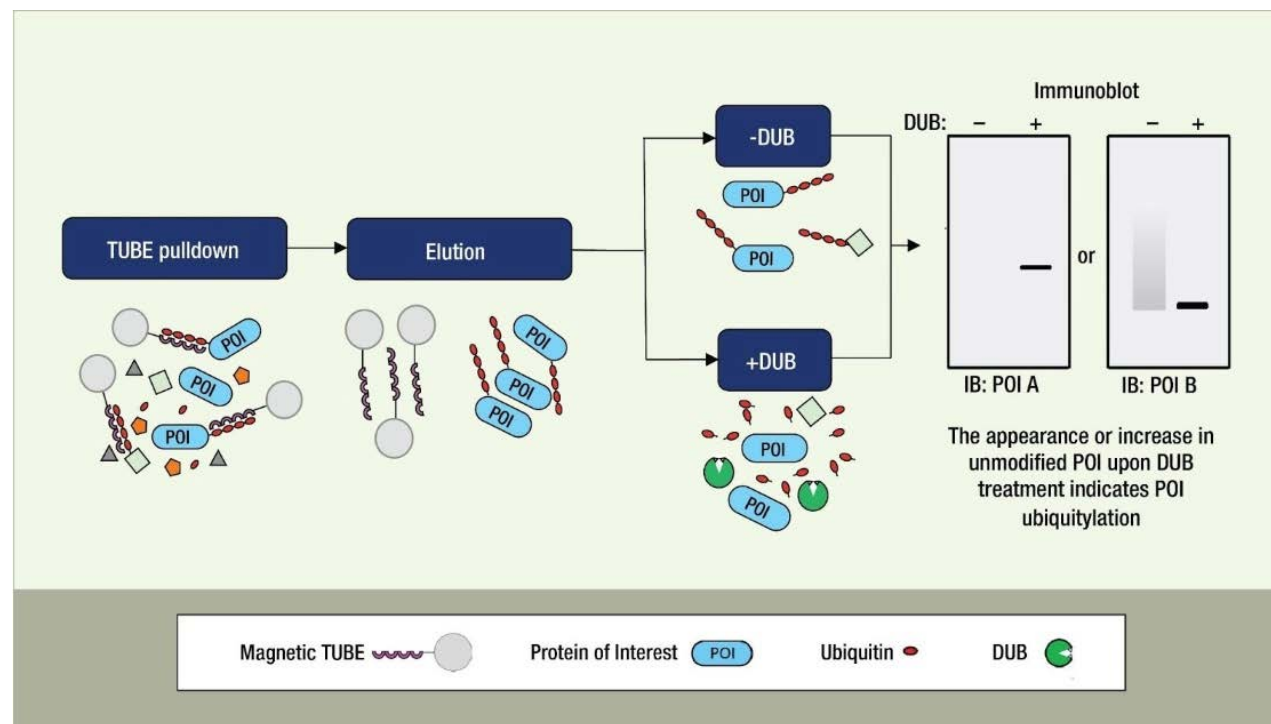 Immunoblot
DUB: − + − +
-DUB
POI
POI
TUBE pulldown
Elution
or
POI
POI
POI
POI
POI
POI
+DUB
POI
POI
IB: POI A
IB: POI B
The appearance or increase in
unmodified POI upon DUB
treatment indicates POI
ubiquitylation
Magnetic TUBE
Protein of Interest
POI
Ubiquitin
DUB